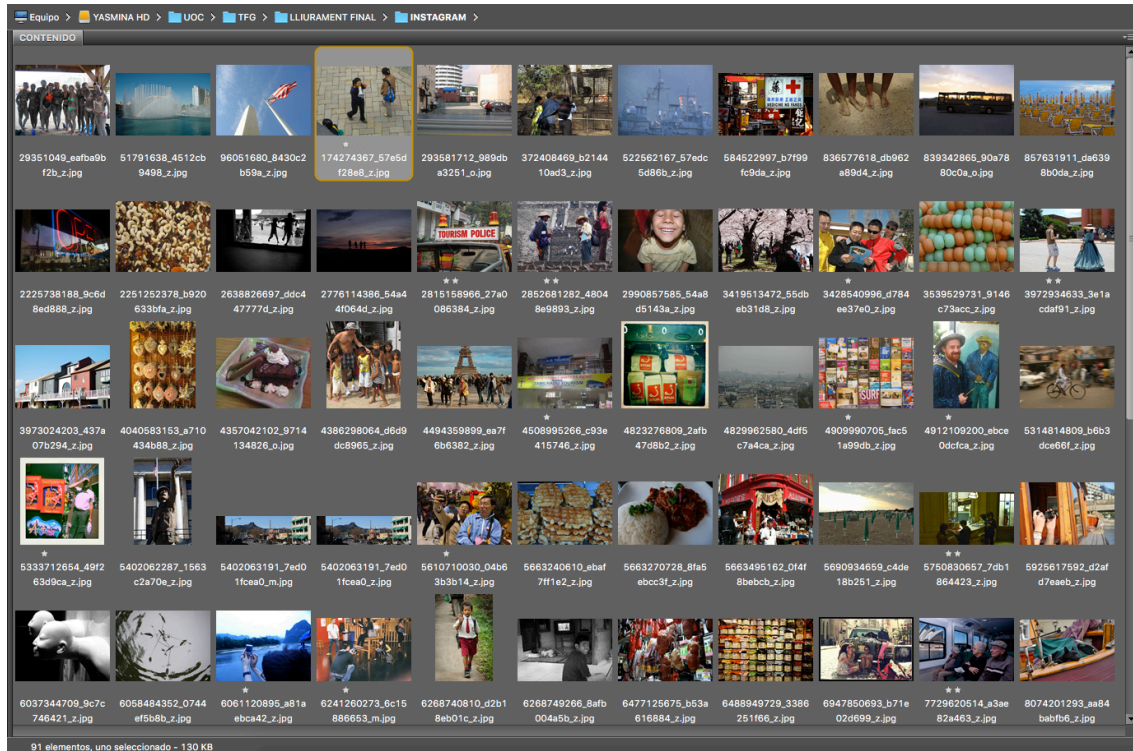 Equipo > YASMINA HD > UOC > TFG > LLIURAMENT FINAL > INSTAGRAM >
CONTENIDO
29351049_eafba9b 51791638_4512cb 96051680_8430c2 174274367_57e5d 293581712_989db 372408469_b2144 522562167_57edc 584522997_b7f99 836577618_db962 839342865_90a78 857631911_da639
f2b_z.jpg 9498_z.jpg b59a_z.jpg f28e8_z.jpg a3251_o.jpg 10ad3_z.jpg 5d86b_z.jpg fc9da_z.jpg a89d4_z.jpg 80c0a_o.jpg 8b0da_z.jpg
TOURISM POLICE
2225738188_9c6d 2251252378_b920 2638826697_ddc4 2776114386_54a4 2815158966_27a0 2852681282_4804 2990857585_54a8 3419513472_55db 3428540996_d784 3539529731_9146 3972934633_3e1a
8ed888_z.jpg 633bfa_z.jpg 47777d_z.jpg 4f064d_z.jpg 086384_z.jpg 8e9893_z.jpg d5143a_z.jpg eb31d8_z.jpg ee37e0_z.jpg c73acc_z.jpg cdaf91_z.jpg
SURF
3973024203_437a 4040583153_a710 4357042102_9714 4386298064_d6d9 4494359899_ea7f 4508995266_c93e 4823276809_2afb 4829962580_4df5 4909990705_fac5 4912109200_ebce 5314814809_b6b3
07b294_z.jpg 434b88_z.jpg 134826_o.jpg dc8965_z.jpg 6b6382_z.jpg 415746_z.jpg 47d8b2_z.jpg c7a4ca_z.jpg 1a99db_z.jpg 0dcfca_z.jpg dce66f_z.jpg
5333712654_49f2 5402062287_1563 5402063191_7ed0 5402063191_7ed0 5610710030_04b6 5663240610_ebaf 5663270728_8fa5 5663495162_0f4f 5690934659_c4de 5750830657_7db1 5925617592_d2af
63d9ca_z.jpg c2a70e_z.jpg 1fcea0_m.jpg 1fcea0_z.jpg 3b3b14_z.jpg 7ff1e2_z.jpg ebcc3f_z.jpg 8bebcb_z.jpg 18b251_z.jpg 864423_z.jpg d7eaeb_z.jpg
6037344709_9c7c 6058484352_0744 6061120895_a81a 6241260273_6c15 6268740810_d2b1 6268749266_8afb 6477125675_b53a 6488949729_3386 6947850693_b71e 7729620514_a3ae 8074201293_aa84
746421_z.jpg ef5b8b_z.jpg ebca42_z.jpg 886653_m.jpg 8eb01c_z.jpg 004a5b_z.jpg 616884_z.jpg 251f66_z.jpg 02d699_z.jpg 82a463_z.jpg babfb6_z.jpg
91 elementos, uno seleccionado - 130 KB